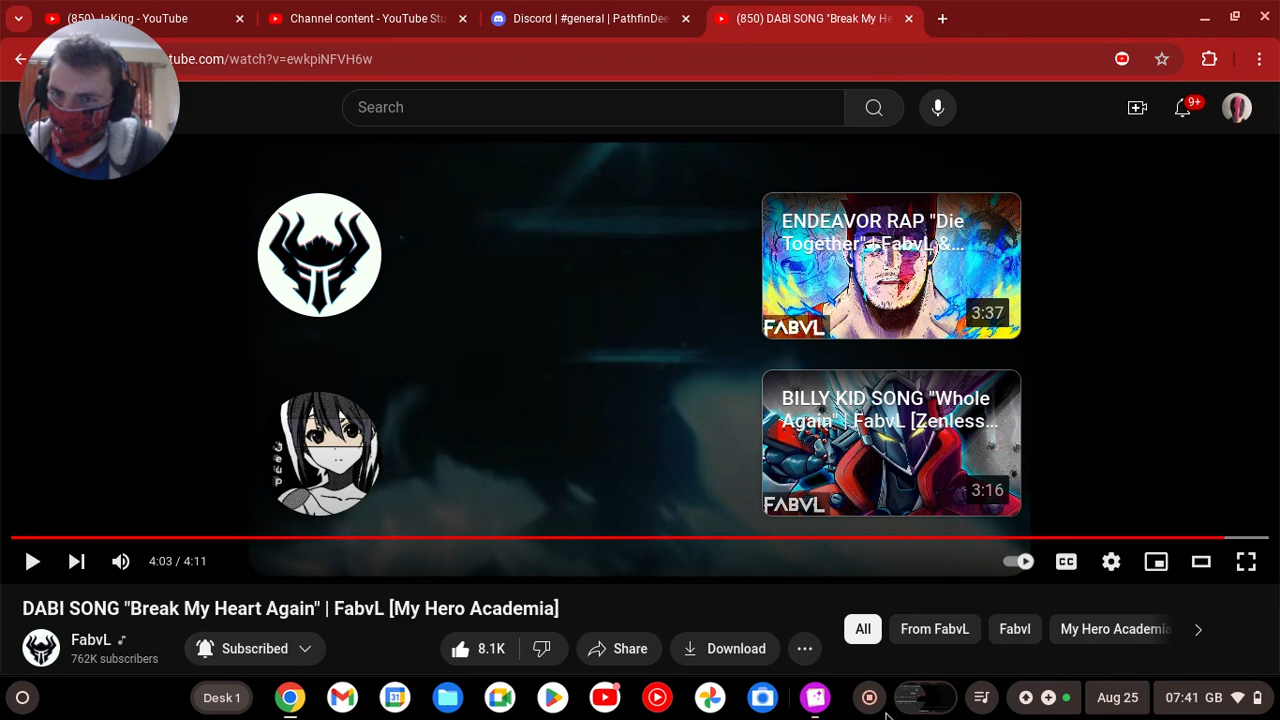 (850) JaKing - YouTube
Channel content - YouTube Stu
Discord | #general | PathfinDee
(850) DABI SONG "Break My He
tube.com/watch?v=ewkpiNFVH6w
Search
9+
ENDEAVOR RAP "Die
Together" | FabvL &...
3:37
FABVL
BILLY KID SONG "Whole
Again" | FabvL [Zenless...
3:16
FABVL
4:03 / 4:11
CC
DABI SONG "Break My Heart Again" | FabvL [My Hero Academia]
FabvL
762K subscribers
Subscribed
8.1K
Share
Download
All
From FabvL
Fabvl
My Hero Academia
Desk 1
31
Aug 25
07:41 GB